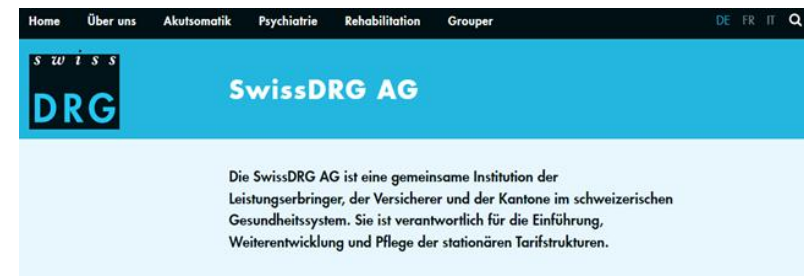 Home Über uns Akutsomatik Psychiatrie Rehabilitation Grouper DE FR IT
swiss
DRG
SwissDRG AG
Die SwissDRG AG ist eine gemeinsame Institution der
Leistungserbringer, der Versicherer und der Kantone im schweizerischen
Gesundheitssystem. Sie ist verantwortlich für die Einführung,
Weiterentwicklung und Pflege der stationären Tarifstrukturen.